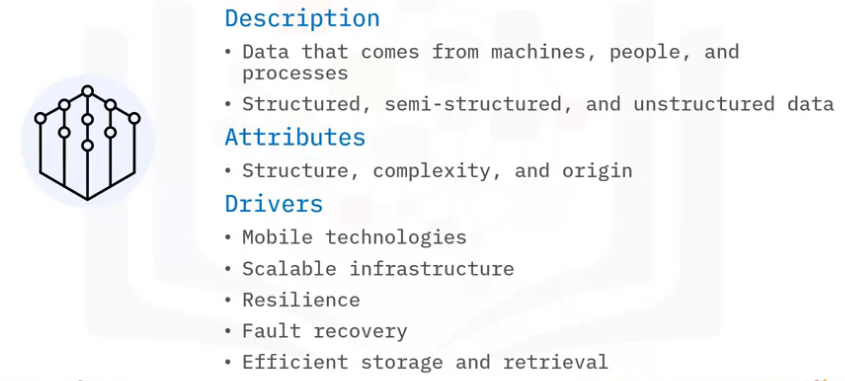 Description
• Data that comes from machines, people, and
processes
• Structured, semi-structured, and unstructured data
Attributes
• Structure, complexity, and origin
Drivers
• Mobile technologies
• Scalable infrastructure
• Resilience
• Fault recovery
• Efficient storage and retrieval